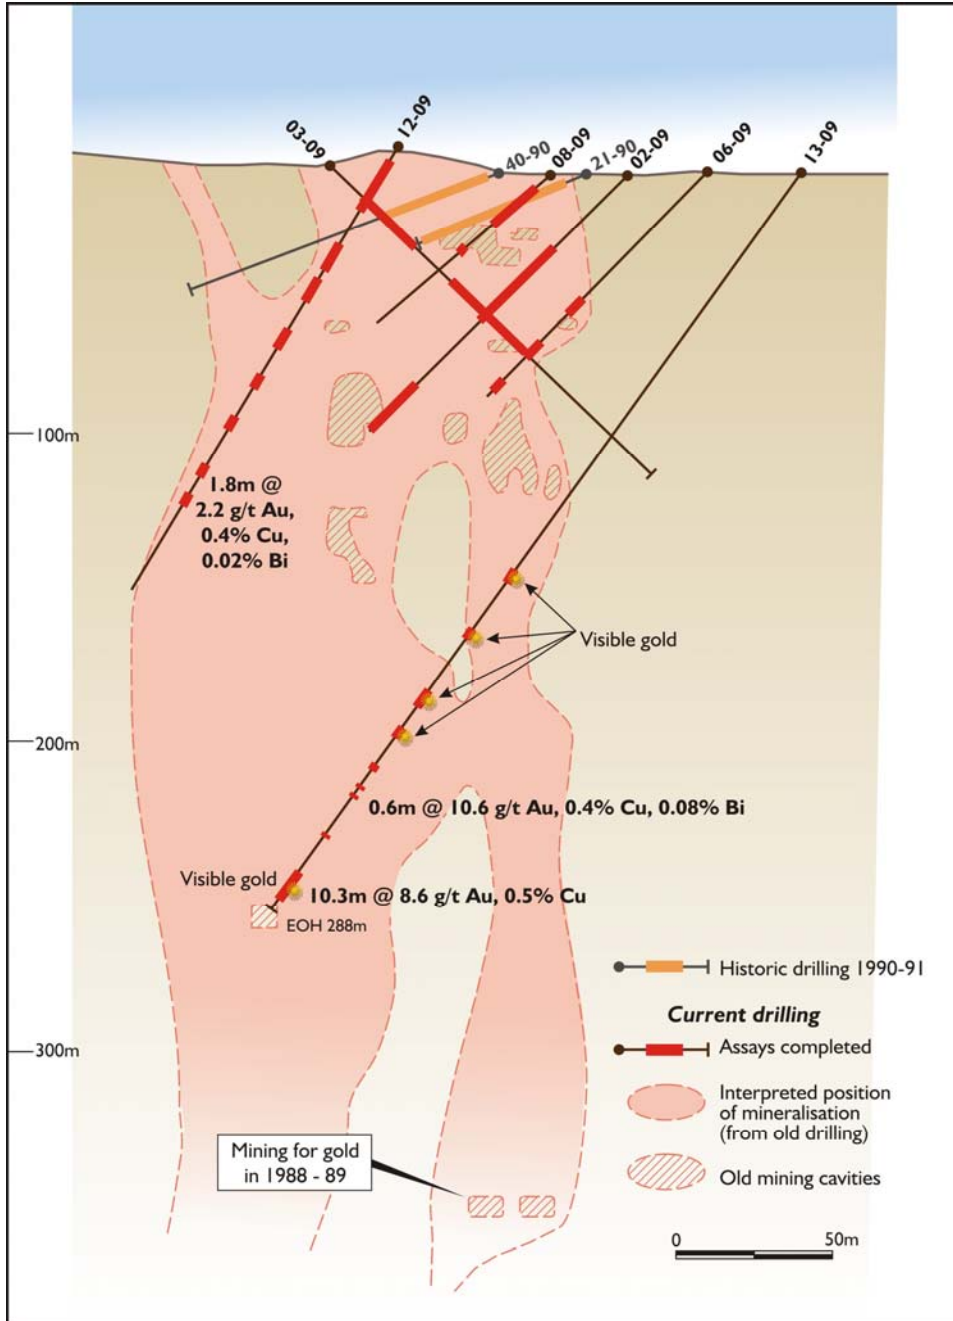 03-09
12-09
40-90
08-09
21-90
02-09
06-09
13-09
100m
1.8m @
2.2 g/t Au,
0.4% Cu,
0.02% Bi
Visible gold
200m
0.6m @ 10.6 g/t Au, 0.4% Cu, 0.08% Bi
Visible gold
10.3m @ 8.6 g/t Au, 0.5% Cu
EOH 288m
Historic drilling 1990-91
Current drilling
Assays completed
300m
Interpreted position
of mineralisation
(from old drilling)
Mining for gold
in 1988 - 89
Old mining cavities
0
50m